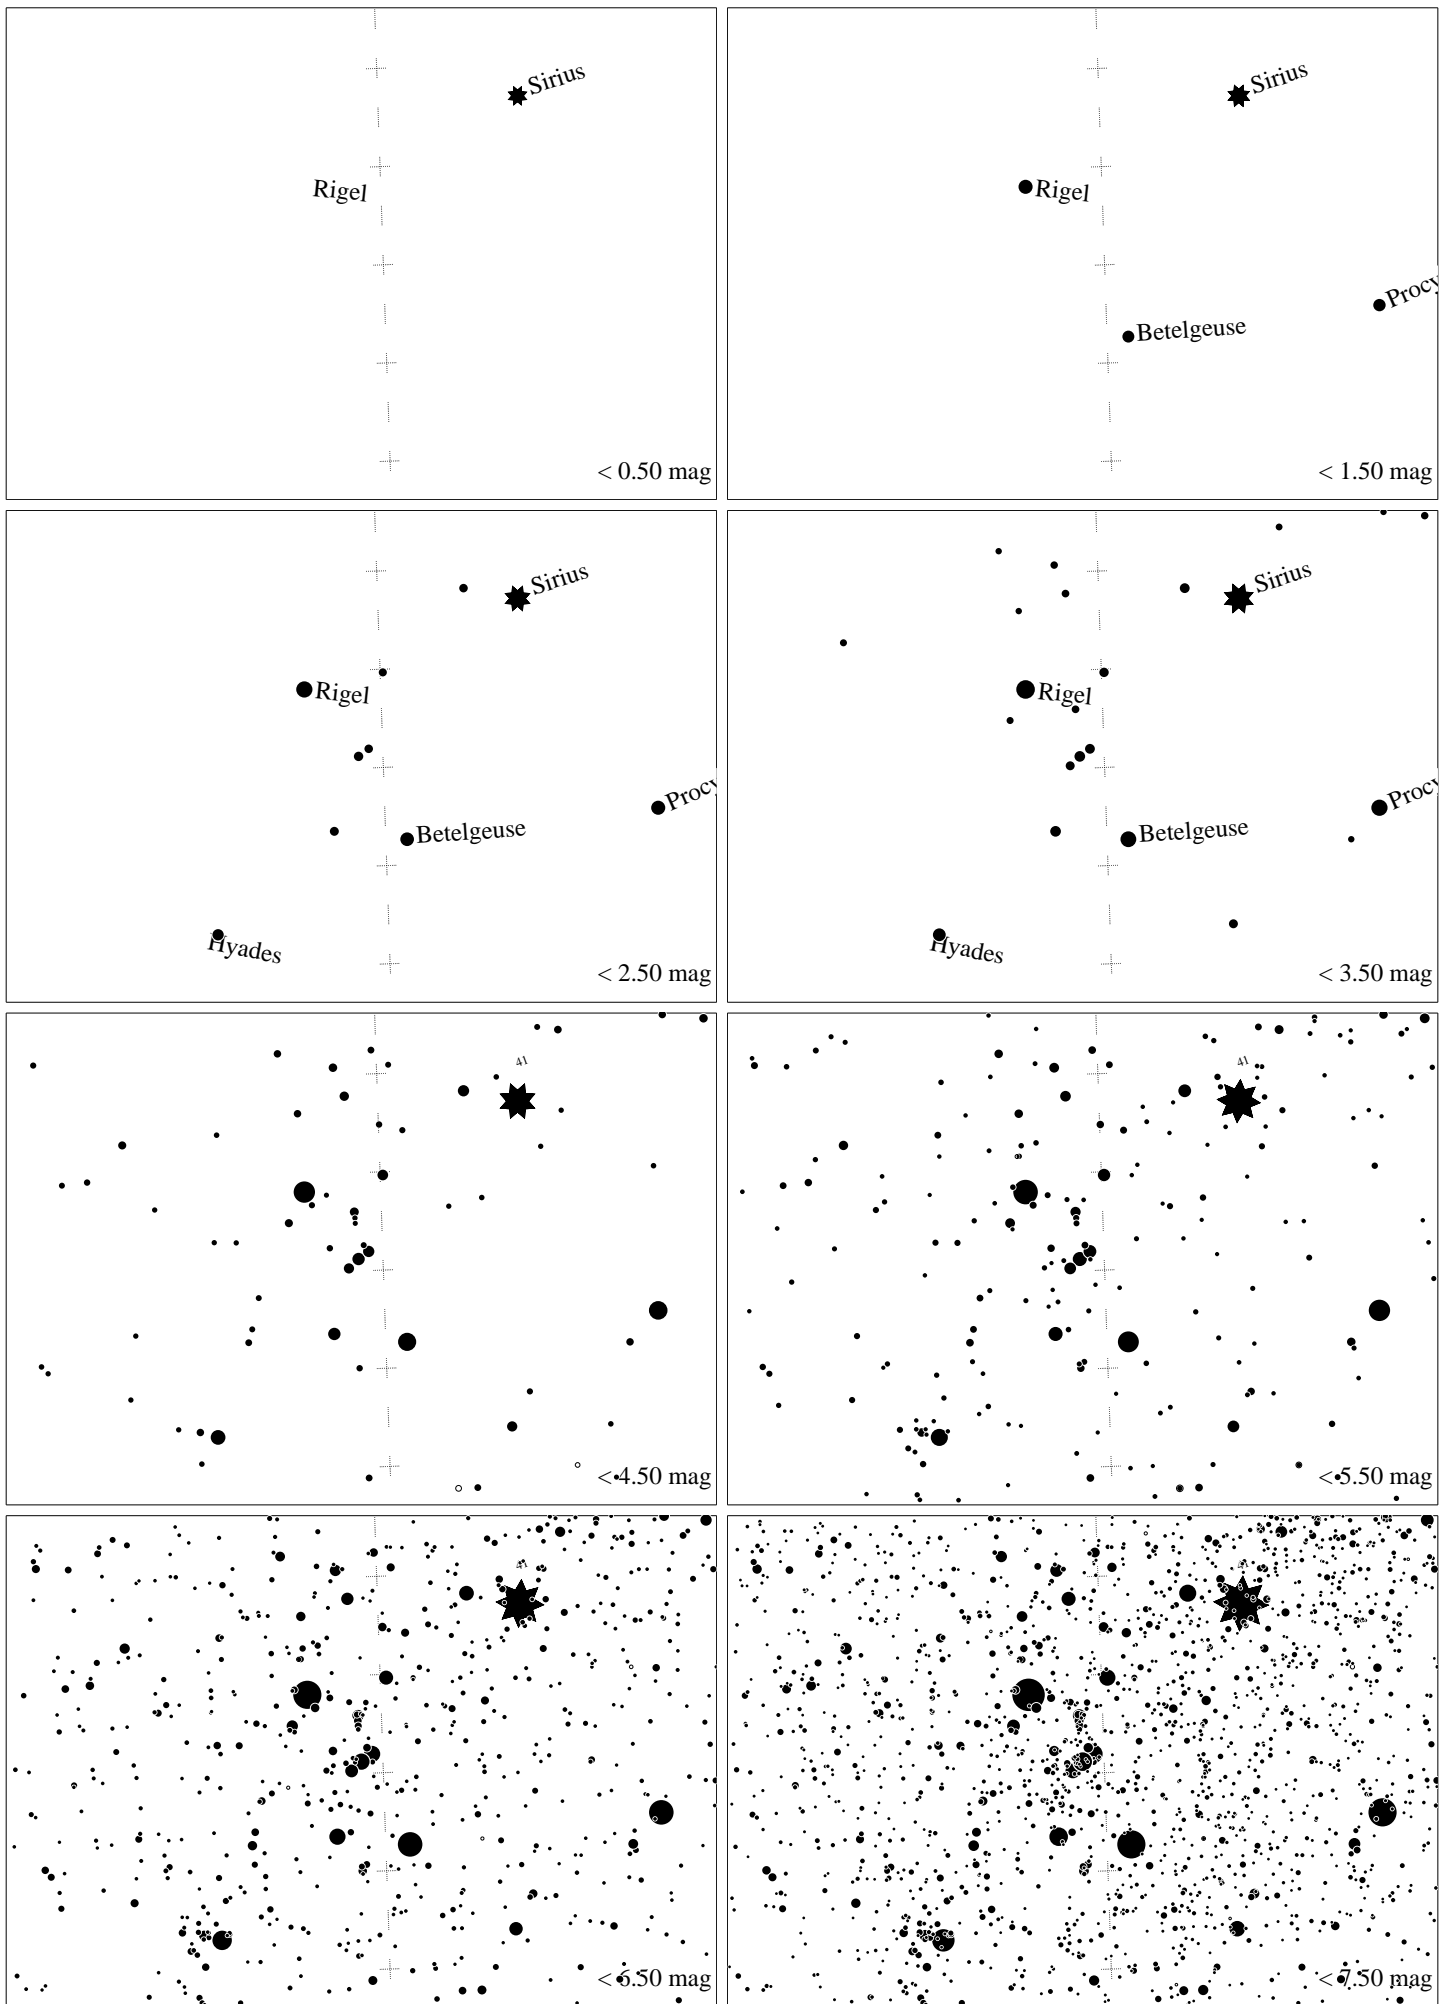 Sirius
Rigel
< 0.50 mag
Sirius
Rigel
Procy
Betelgeuse
< 1.50 mag
Sirius
Rigel
Procy
Betelgeuse
Hyades
< 2.50 mag
Sirius
Rigel
Procy
Betelgeuse
Hyades
< 3.50 mag
41
< 4.50 mag
41
< 5.50 mag
41
< 6.50 mag
41
< 7.50 mag